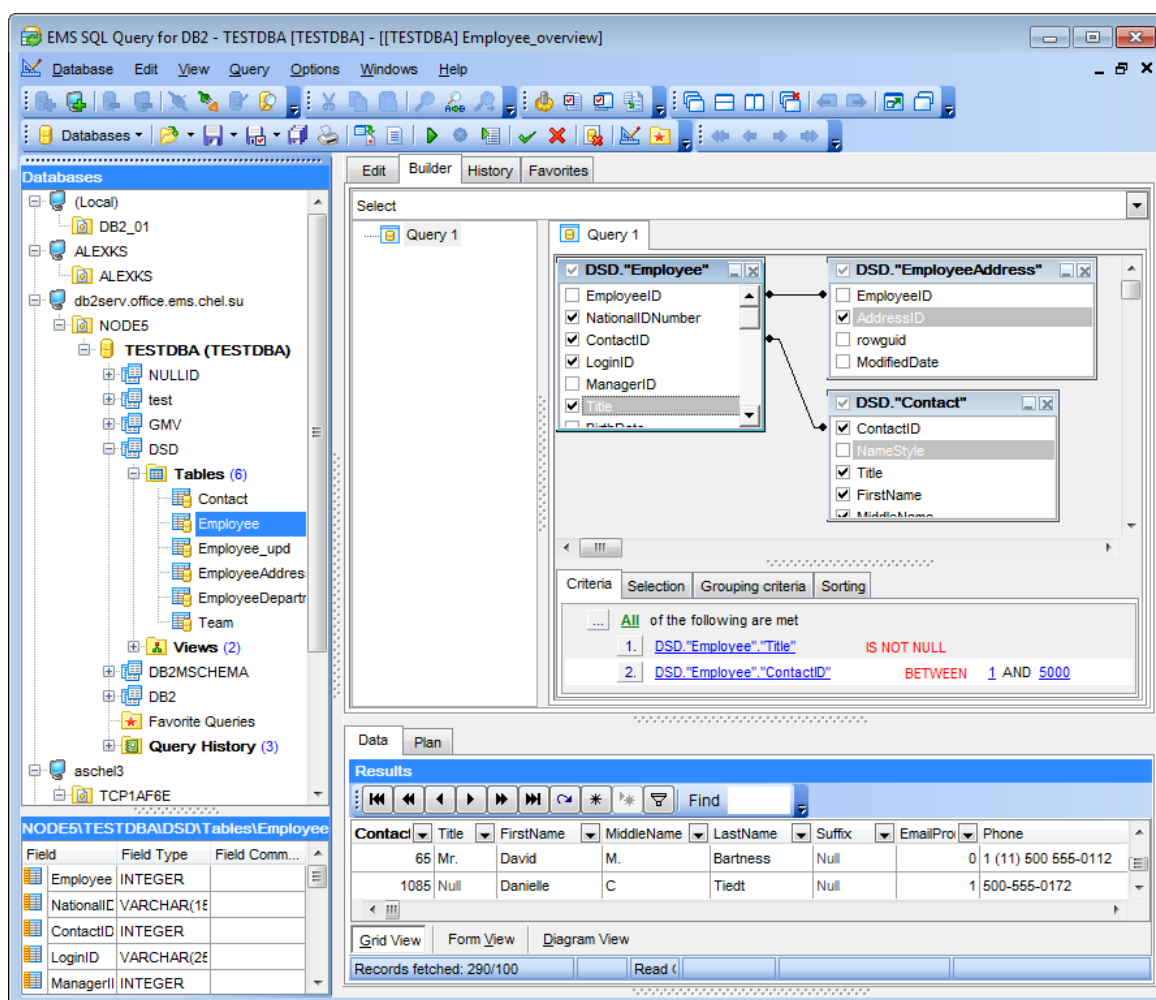 EMS SQL Query for DB2 - TESTDBA [TESTDBA] - [[TESTDBA] Employee_overview]
Database Edit View Query Options Windows Help
Databases
Edit Builder History Favorites
Databases
Select
(Local)
DB2_01
ALEXKS
ALEXKS
db2serv.office.ems.chel.su
NODE5
TESTDBA (TESTDBA)
NULLID
test
GMV
DSD
Tables (6)
Contact
Employee
Employee_upd
EmployeeAddres
EmployeeDepartr
Team
Views (2)
DB2MSCHEMA
DB2
Favorite Queries
Query History (3)
aschel3
TCP1AF6E
Query 1
Query 1
DSD."Employee"
EmployeeID
NationalIDNumber
ContactID
LoginID
ManagerID
Title
BirthDate
DSD."EmployeeAddress"
EmployeeID
AddressID
rowguid
ModifiedDate
DSD."Contact"
ContactID
NameStyle
Title
FirstName
MiddleName
Criteria Selection Grouping criteria Sorting
... All of the following are met
1. DSD."Employee"."Title" IS NOT NULL
2. DSD."Employee"."ContactID" BETWEEN 1 AND 5000
NODE5\TESTDBA\DSD\Tables\Employee
Field Field Type Field Comm...
Employee INTEGER
NationalID VARCHAR(15
ContactID INTEGER
LoginID VARCHAR(25
ManagerII INTEGER
Data Plan
Results
Find
Contact Title FirstName MiddleName LastName Suffix EmailPro Phone
65 Mr. David M. Bartness Null 0 1 (11) 500 555-0112
1085 Null Danielle C Tiedt Null 1 500-555-0172
Grid View Form View Diagram View
Records fetched: 290/100 Read (